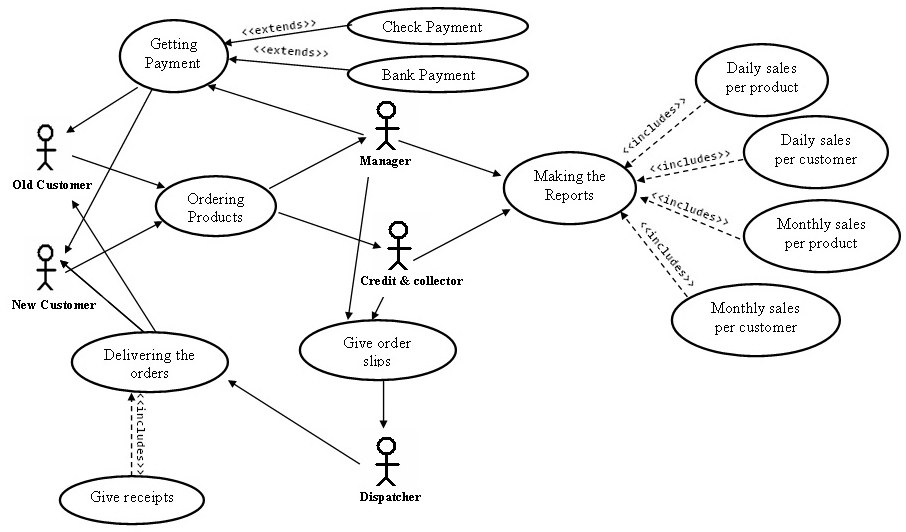 Getting
Payment
<<extends>>
Check Payment
<<extends>>
Bank Payment
Daily sales
per product
<<includes>>
Daily sales
per customer
<<includes>>
Manager
Old Customer
Ordering
Products
Making the
Reports
<<includes>>
Monthly sales
per product
<<includes>>
Monthly sales
per customer
New Customer
Credit & collector
Give order
slips
Delivering the
orders
<<includes>>
Give receipts
Dispatcher